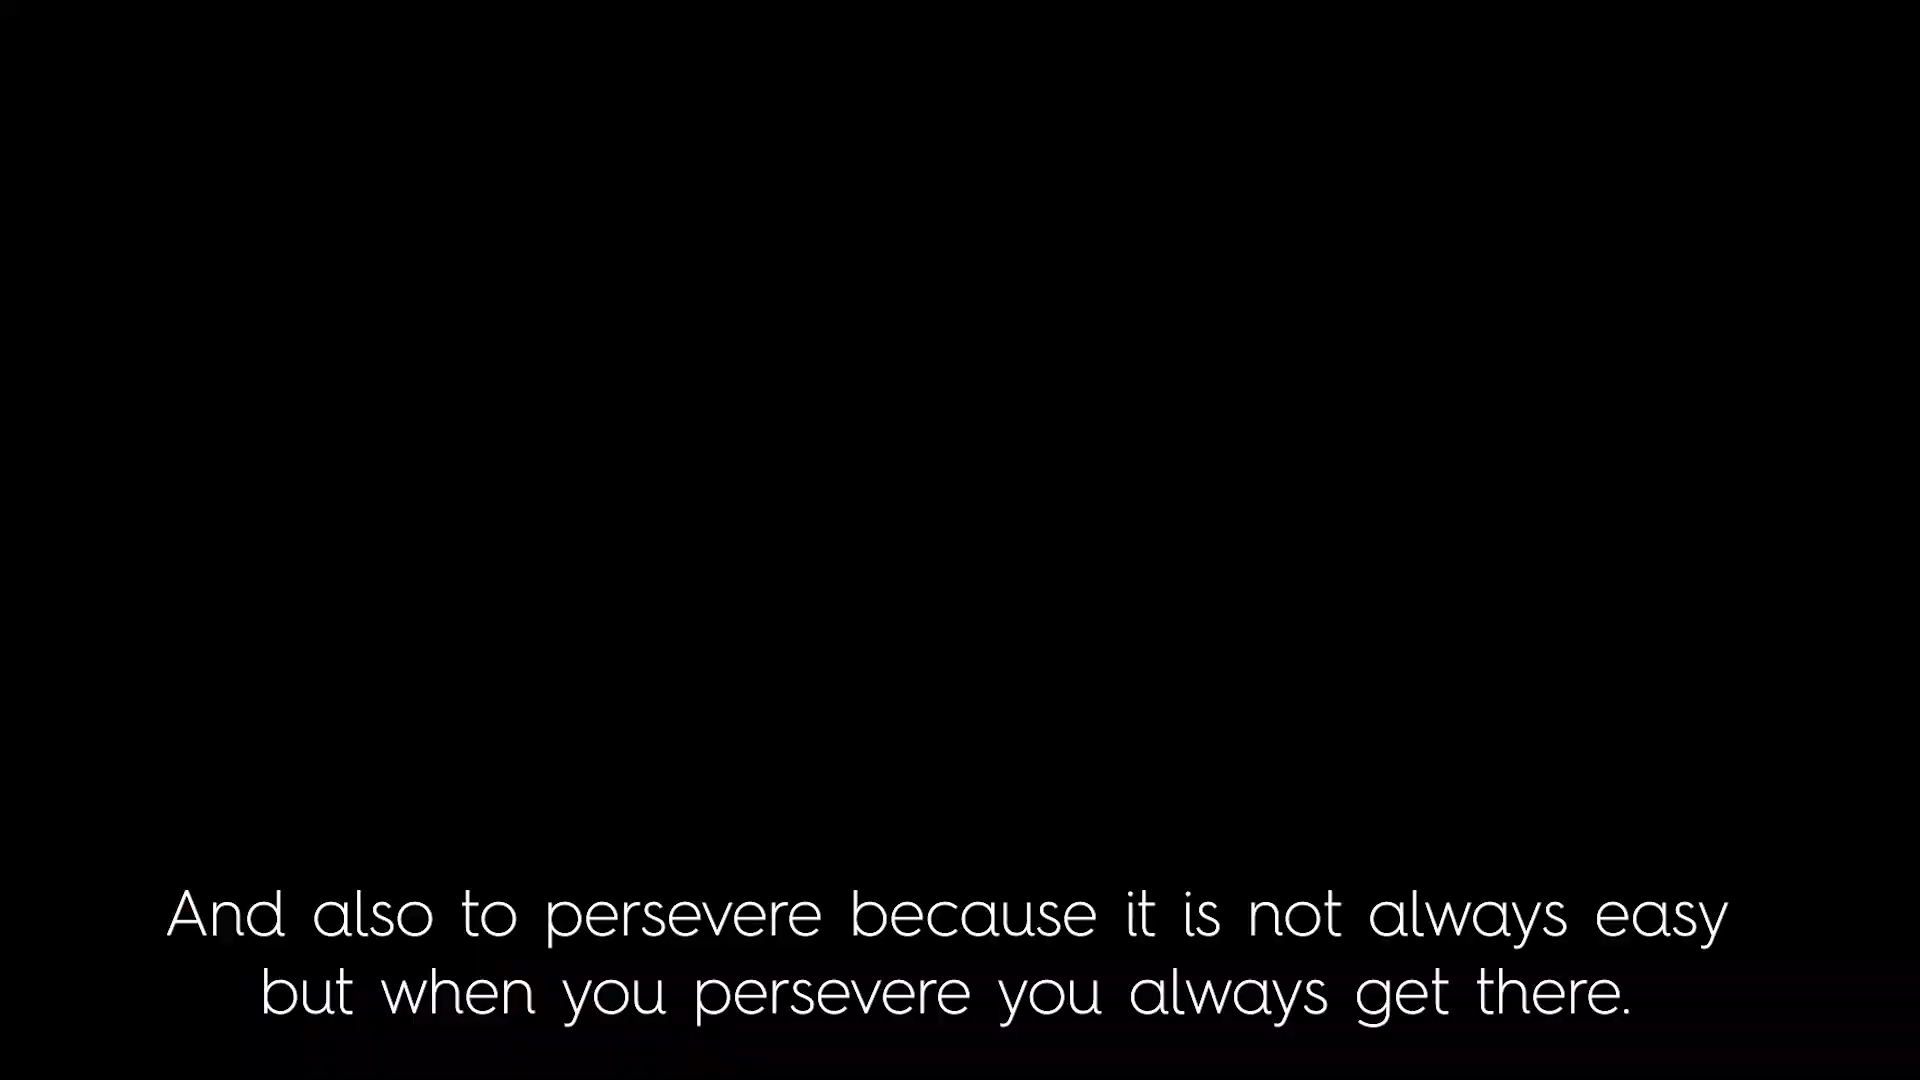 And also to persevere because it is not always easy
but when you persevere you always get there.